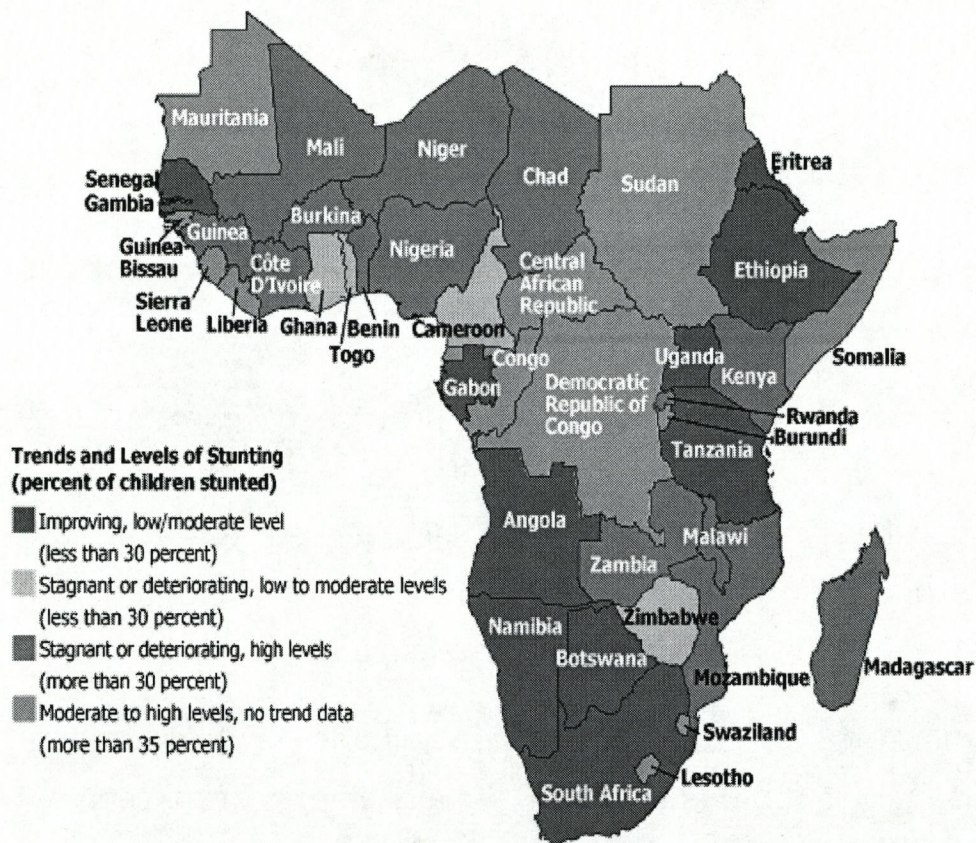 Mauritania
Mali
Niger
Chad
Sudan
Eritrea
Senegal
Gambia
Burkina
Guinea
Nigeria
Ethiopia
Guinea
Bissau
Côte
D'Ivoire
Central
African
Republic
Sierra
Leone
Liberia
Ghana
Benin
Togo
Cameroon
Uganda
Somalia
Congo
Kenya
Gabon
Democratic
Republic of
Congo
Rwanda
Burundi
Tanzania
Trends and Levels of Stunting
(percent of children stunted)
Improving, low/moderate level
(less than 30 percent)
Stagnant or deteriorating, low to moderate levels
(less than 30 percent)
Stagnant or deteriorating, high levels
(more than 30 percent)
Moderate to high levels, no trend data
(more than 35 percent)
Angola
Malawi
Zambia
Zimbabwe
Namibia
Botswana
Mozambique
Madagascar
Swaziland
Lesotho
South Africa